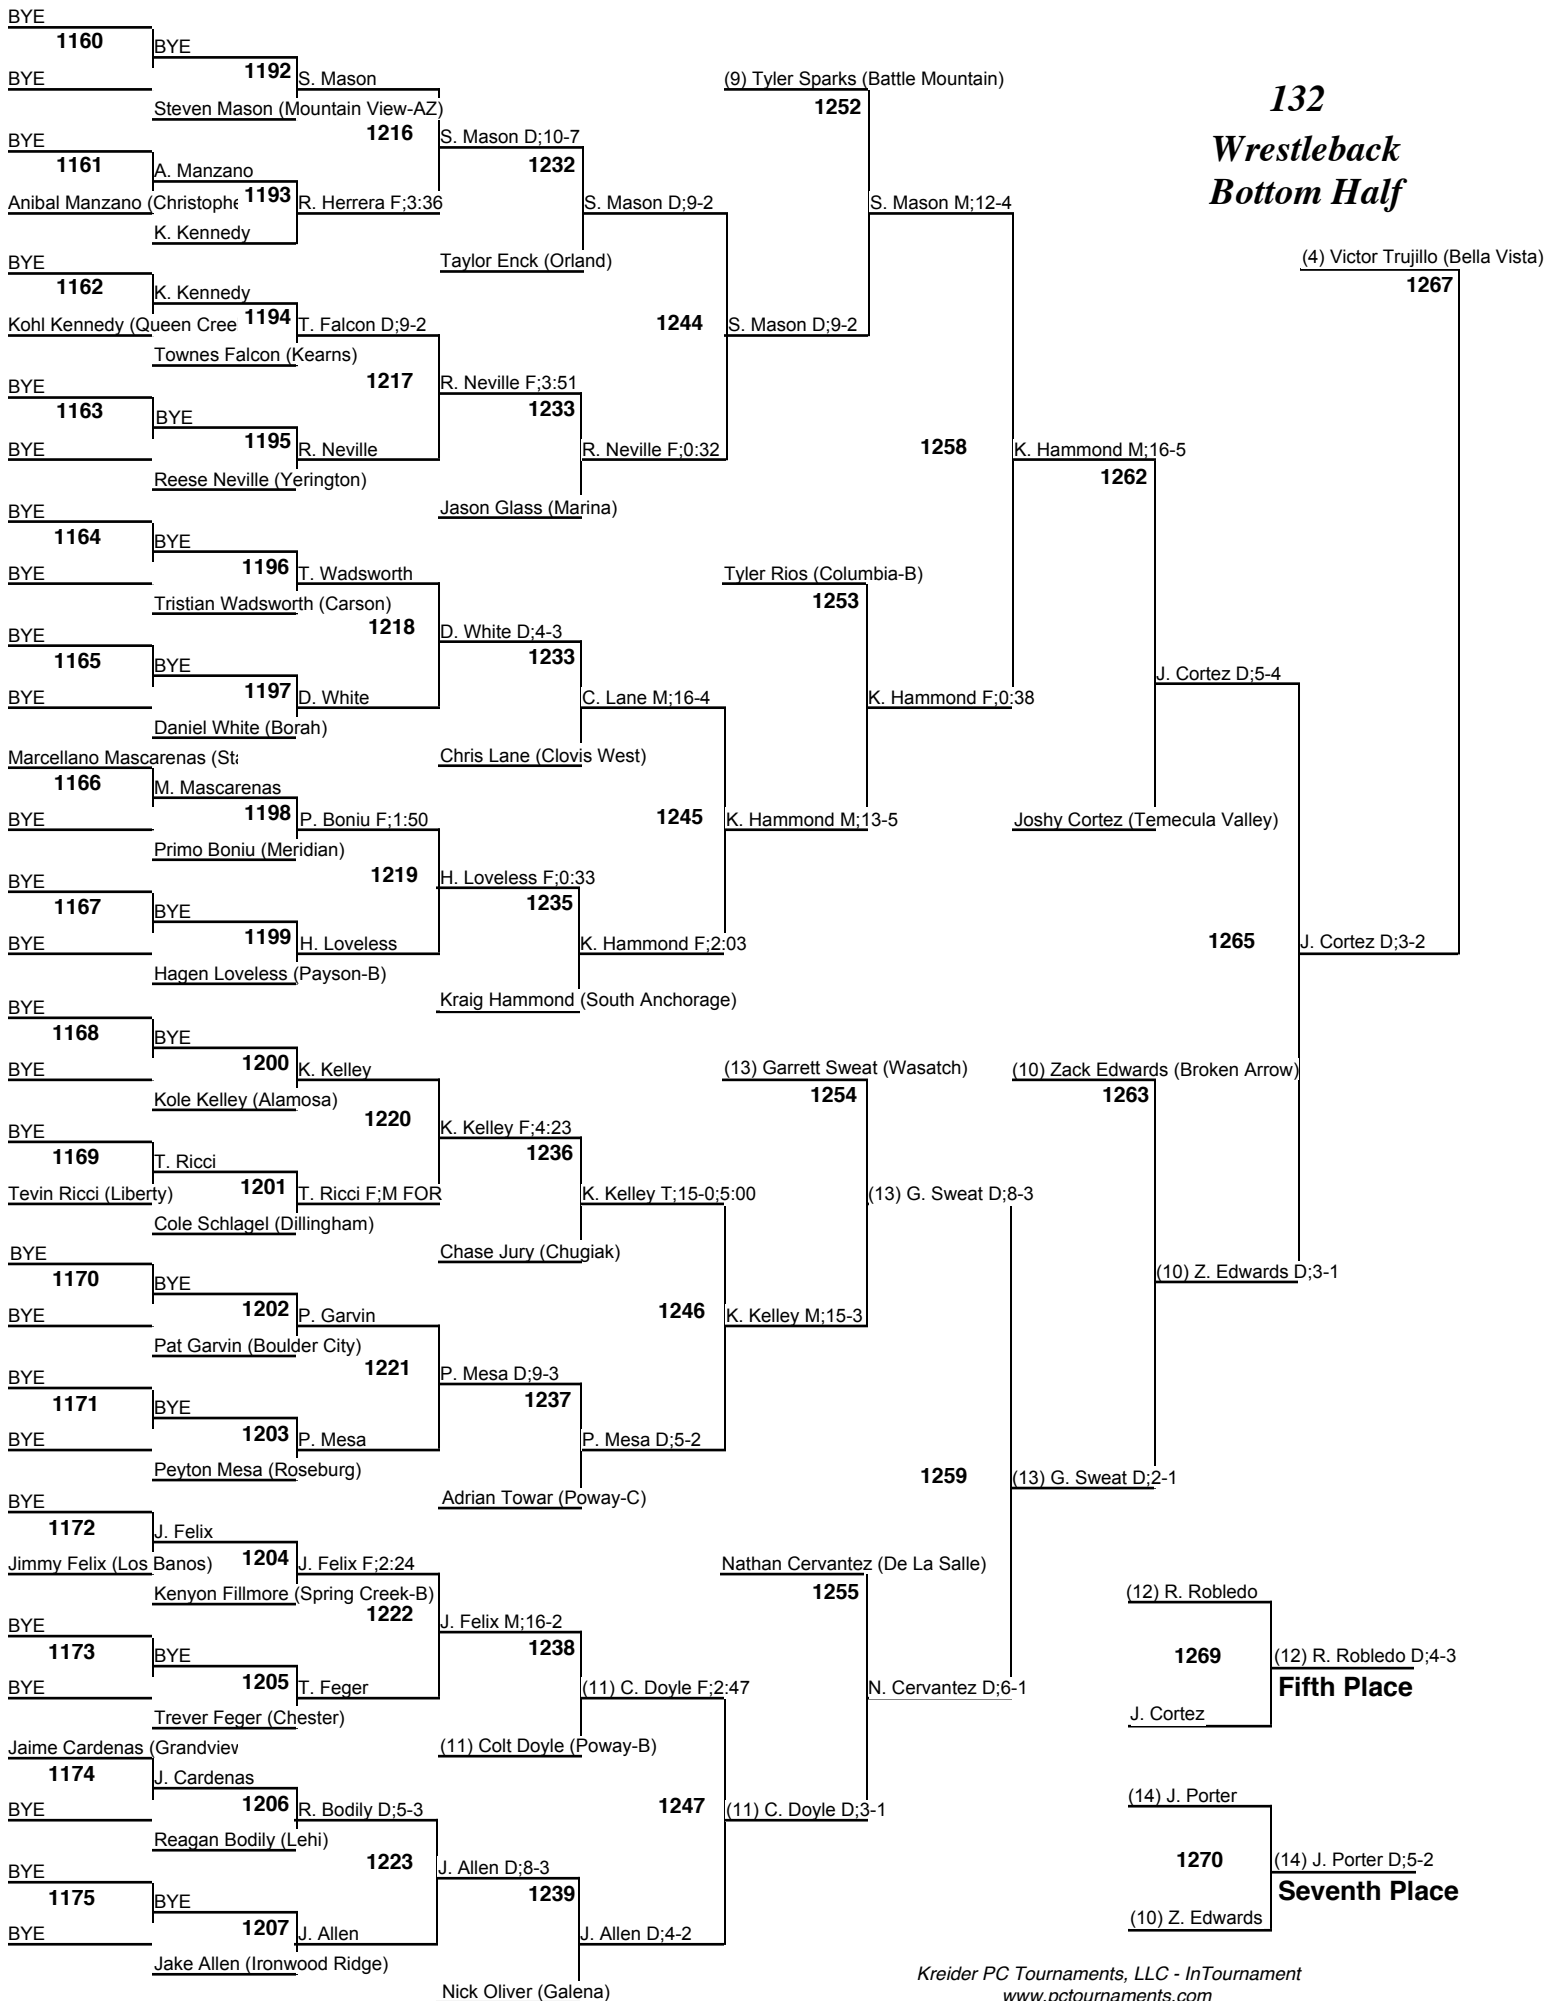 BYE
1160
BYE
BYE
1192
S. Mason
Steven Mason (Mountain View-AZ)
1216
BYE
1161
A. Manzano
Anibal Manzano (Christophe
1193
R. Herrera F;3:36
K. Kennedy
S. Mason D;10-7
1232
S. Mason D;9-2
Taylor Enck (Orland)
BYE
1162
K. Kennedy
Kohl Kennedy (Queen Cree
1194
T. Falcon D;9-2
Townes Falcon (Kearns)
1217
BYE
1163
BYE
BYE
1195
R. Neville
Reese Neville (Yerington)
R. Neville F;3:51
1233
R. Neville F;0:32
Jason Glass (Marina)
1244
S. Mason D;9-2
(9) Tyler Sparks (Battle Mountain)
1252
S. Mason M;12-4
132
Wrestleback
Bottom Half
(4) Victor Trujillo (Bella Vista)
1267
BYE
1164
BYE
BYE
1196
T. Wadsworth
Tristian Wadsworth (Carson)
1218
BYE
1165
BYE
BYE
1197
D. White
Daniel White (Borah)
D. White D;4-3
1233
C. Lane M;16-4
Chris Lane (Clovis West)
Marcellano Mascarenas (Sta
1166
M. Mascarenas
BYE
1198
P. Boniu F;1:50
Primo Boniu (Meridian)
1219
BYE
1167
BYE
BYE
1199
H. Loveless
Hagen Loveless (Payson-B)
H. Loveless F;0:33
1235
K. Hammond F;2:03
Kraig Hammond (South Anchorage)
1245
K. Hammond M;13-5
Tyler Rios (Columbia-B)
1253
K. Hammond F;0:38
1258
K. Hammond M;16-5
1262
J. Cortez D;5-4
Joshy Cortez (Temecula Valley)
1265
J. Cortez D;3-2
BYE
1168
BYE
BYE
1200
K. Kelley
Kole Kelley (Alamosa)
1220
BYE
1169
T. Ricci
Tevin Ricci (Liberty)
1201
T. Ricci F;M FOR
Cole Schlagel (Dillingham)
K. Kelley F;4:23
1236
K. Kelley T;15-0;5:00
Chase Jury (Chugiak)
BYE
1170
BYE
BYE
1202
P. Garvin
Pat Garvin (Boulder City)
1221
BYE
1171
BYE
BYE
1203
P. Mesa
Peyton Mesa (Roseburg)
P. Mesa D;9-3
1237
P. Mesa D;5-2
Adrian Towar (Poway-C)
1246
K. Kelley M;15-3
(13) Garrett Sweat (Wasatch)
1254
(13) G. Sweat D;8-3
(10) Zack Edwards (Broken Arrow)
1263
(10) Z. Edwards D;3-1
1259
(13) G. Sweat D;2-1
BYE
1172
J. Felix
Jimmy Felix (Los Banos)
1204
J. Felix F;2:24
Kenyon Fillmore (Spring Creek-B)
1222
BYE
1173
BYE
BYE
1205
T. Feger
Trever Feger (Chester)
J. Felix M;16-2
1238
(11) C. Doyle F;2:47
(11) Colt Doyle (Poway-B)
Jaime Cardenas (Grandview
1174
J. Cardenas
BYE
1206
R. Bodily D;5-3
Reagan Bodily (Lehi)
1223
BYE
1175
BYE
BYE
1207
J. Allen
Jake Allen (Ironwood Ridge)
J. Allen D;8-3
1239
J. Allen D;4-2
Nick Oliver (Galena)
1247
(11) C. Doyle D;3-1
Nathan Cervantez (De La Salle)
1255
N. Cervantez D;6-1
(12) R. Robledo
1269
(12) R. Robledo D;4-3
Fifth Place
J. Cortez
(14) J. Porter
1270
(14) J. Porter D;5-2
Seventh Place
(10) Z. Edwards
Kreider PC Tournaments, LLC - InTournament
www.pctournaments.com